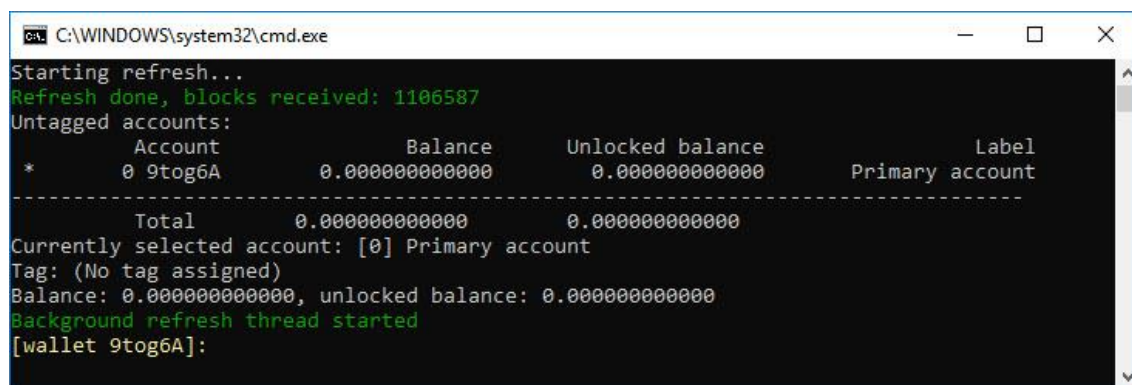 C:\WINDOWS\system32\cmd.exe
Starting refresh...
Refresh done, blocks received: 1106587
Untagged accounts:
Account Balance Unlocked balance Label
* 0 9tog6A 0.000000000000 0.000000000000 Primary account
----------------------------------------------------------------------------------
Total 0.000000000000 0.000000000000
Currently selected account: [0] Primary account
Tag: (No tag assigned)
Balance: 0.000000000000, unlocked balance: 0.000000000000
Background refresh thread started
[wallet 9tog6A]: